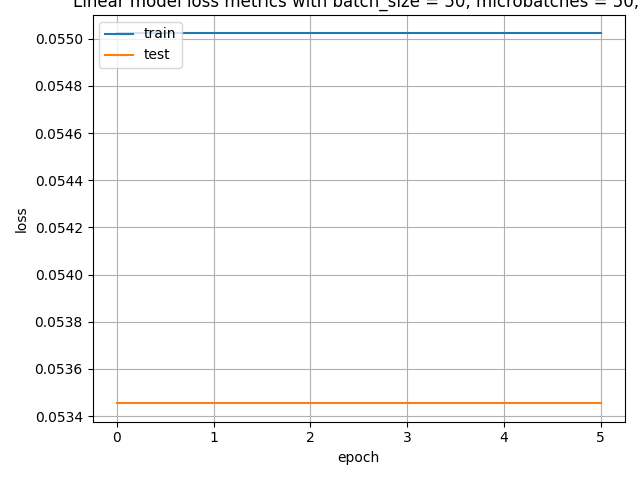 Linear model loss metrics with batch_size = 50, microbatches = 50,
train
test
0.0550
0.0548
0.0546
0.0544
0.0542
0.0540
0.0538
0.0536
0.0534
loss
0 1 2 3 4 5
epoch